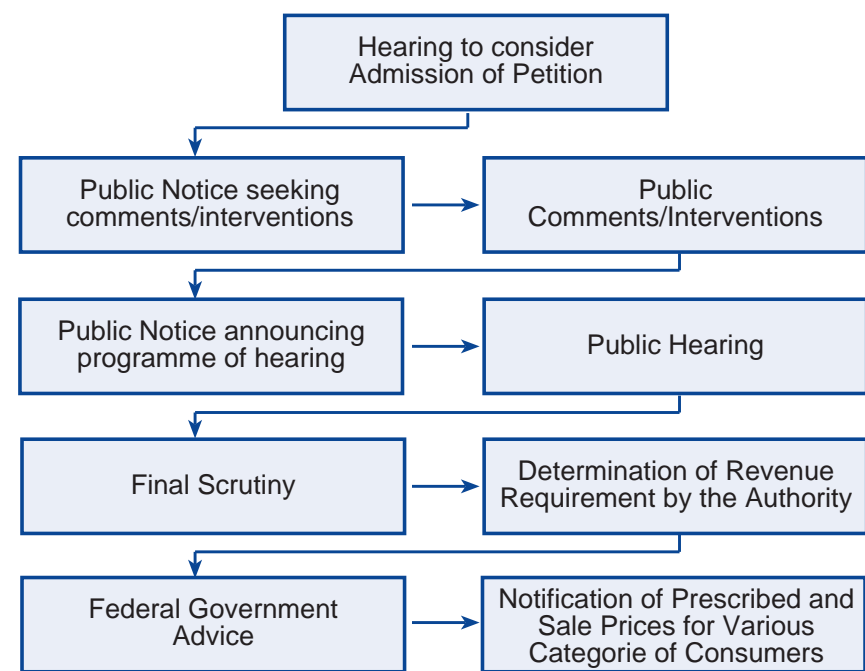 Hearing to consider
Admission of Petition
Public Notice seeking
comments/interventions
Public
Comments/Interventions
Public Notice announcing
programme of hearing
Public Hearing
Final Scrutiny
Determination of Revenue
Requirement by the Authority
Federal Government
Advice
Notification of Prescribed and
Sale Prices for Various
Categorie of Consumers